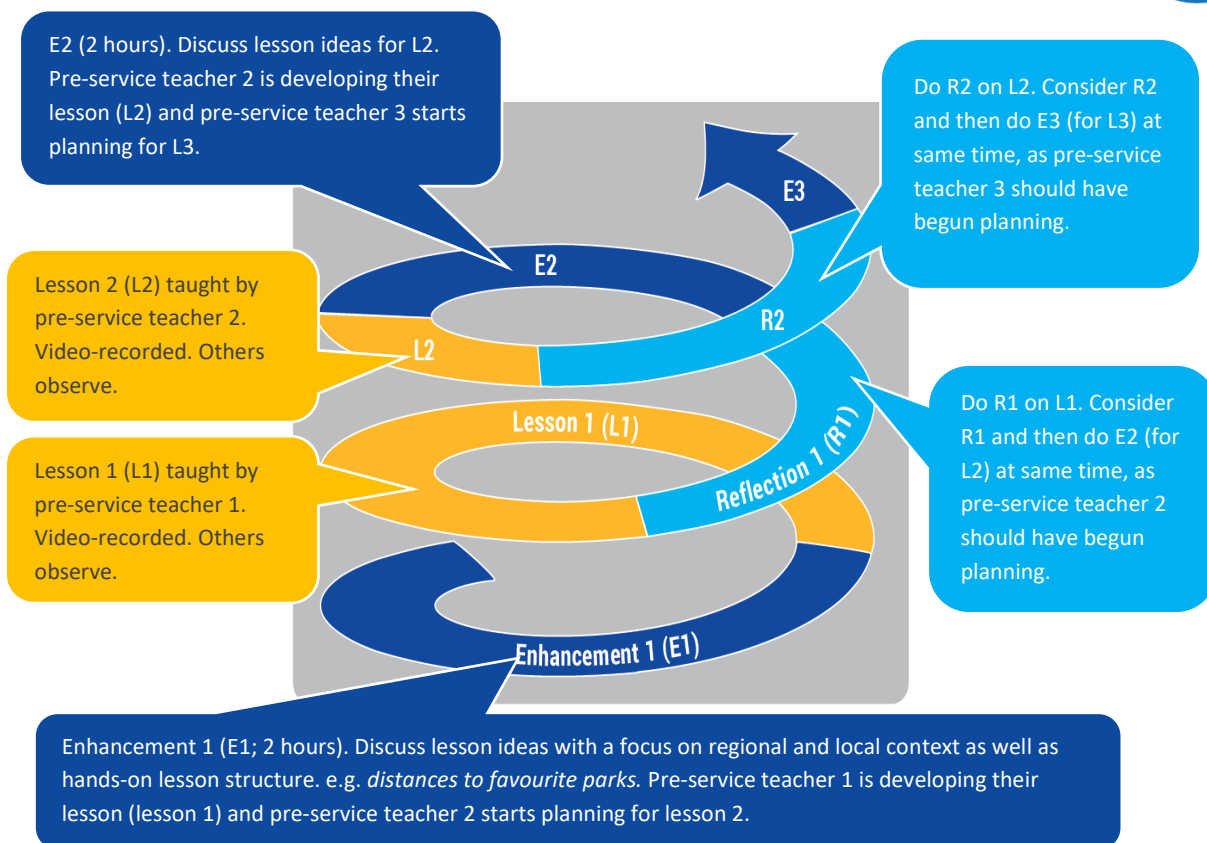 E2 (2 hours). Discuss lesson ideas for L2.
Pre-service teacher 2 is developing their
lesson (L2) and pre-service teacher 3 starts
planning for L3.
Do R2 on L2. Consider R2
and then do E3 (for L3) at
same time, as pre-service
teacher 3 should have
begun planning.
E3
E2
R2
L2
Lesson 2 (L2) taught by
pre-service teacher 2.
Video-recorded. Others
observe.
Lesson 1 (L1)
Reflection 1 (R1)
Do R1 on L1. Consider
R1 and then do E2 (for
L2) at same time, as
pre-service teacher 2
should have begun
planning.
Lesson 1 (L1) taught by
pre-service teacher 1.
Video-recorded. Others
observe.
Enhancement 1 (E1)
Enhancement 1 (E1; 2 hours). Discuss lesson ideas with a focus on regional and local context as well as
hands-on lesson structure. e.g. distances to favourite parks. Pre-service teacher 1 is developing their
lesson (lesson 1) and pre-service teacher 2 starts planning for lesson 2.